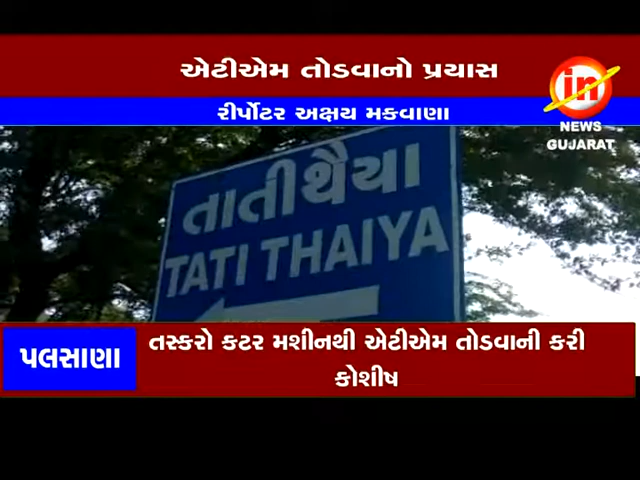 એટીએમ તોડવાનો પ્રયાસ
રીર્પોટર અક્ષય મકવાણા
in
NEWS
GUJARAT
તાતીથૈયા
TATI THAIYA
પલસાણા
તસ્કરો કટર મશીનથી એટીએમ તોડવાની કરી
કોશીષ